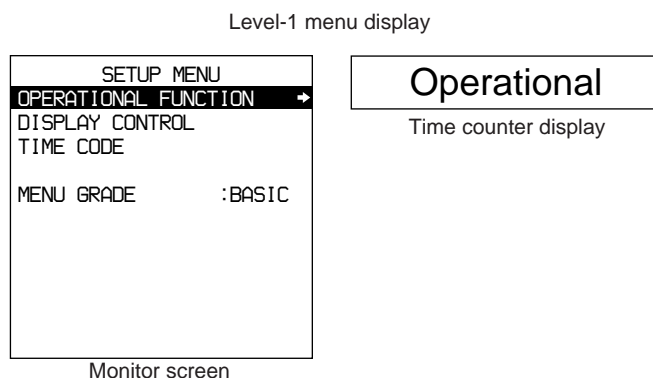 Level-1 menu display
SETUP MENU
OPERATIONAL FUNCTION →
DISPLAY CONTROL
TIME CODE
MENU GRADE :BASIC
Monitor screen
Operational
Time counter display